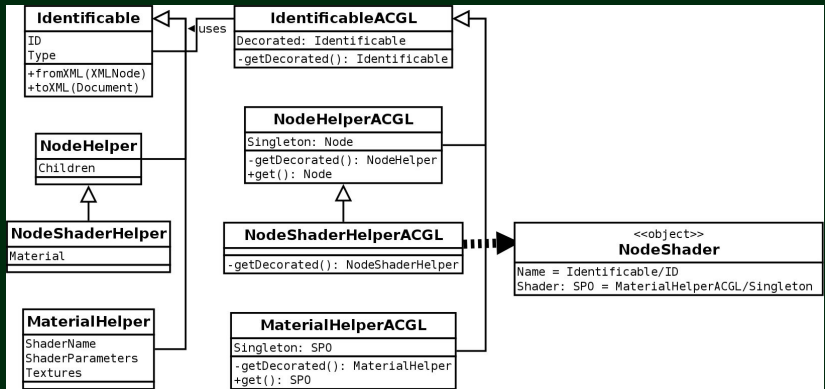 Identificable
ID
Type
+fromXML(XMLNode)
+toXML(Document)
uses
IdentificableACGL
Decorated: Identificable
-getDecorated(): Identificable
NodeHelper
Children
NodeHelperACGL
Singleton: Node
-getDecorated(): NodeHelper
+get(): Node
NodeShaderHelper
Material
NodeShaderHelperACGL
-getDecorated(): NodeShaderHelper
<<object>>
NodeShader
Name = Identificable/ID
Shader: SPO = MaterialHelperACGL/Singleton
MaterialHelper
ShaderName
ShaderParameters
Textures
MaterialHelperACGL
Singleton: SPO
-getDecorated(): MaterialHelper
+get(): SPO